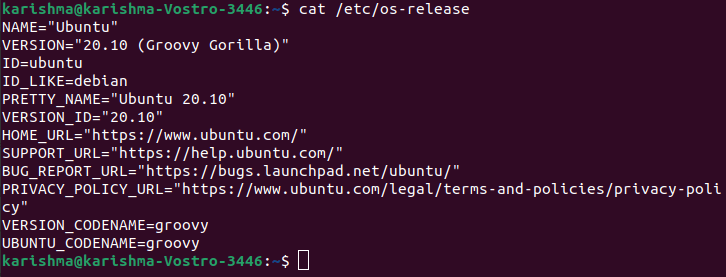 karishma@karishma-Vostro-3446:~$ cat /etc/os-release
NAME="Ubuntu"
VERSION="20.10 (Groovy Gorilla)"
ID=ubuntu
ID_LIKE=debian
PRETTY_NAME="Ubuntu 20.10"
VERSION_ID="20.10"
HOME_URL="https://www.ubuntu.com/"
SUPPORT_URL="https://help.ubuntu.com/"
BUG_REPORT_URL="https://bugs.launchpad.net/ubuntu/"
PRIVACY_POLICY_URL="https://www.ubuntu.com/legal/terms-and-policies/privacy-poli
cy"
VERSION_CODENAME=groovy
UBUNTU_CODENAME=groovy
karishma@karishma-Vostro-3446:~$